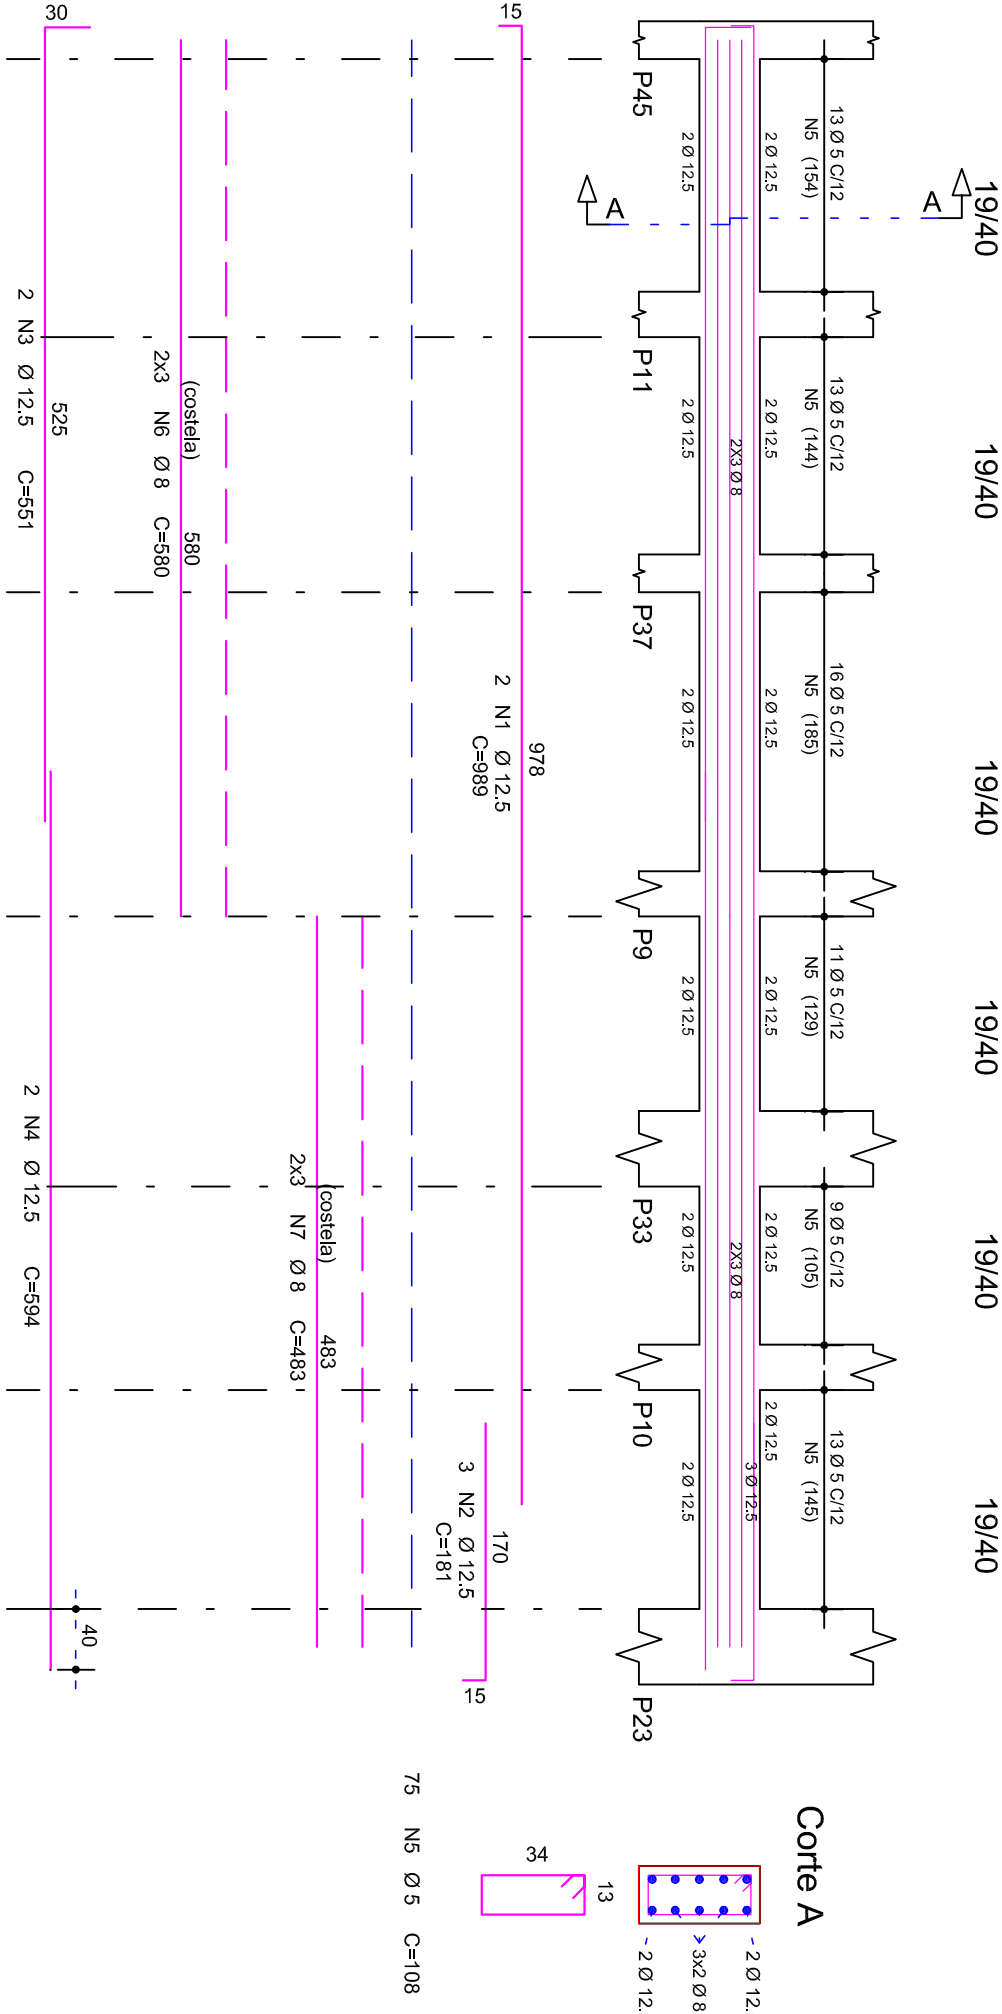 19/40
19/40
19/40
19/40
19/40
19/40
13 Ø 5 C/12
N5 (154)
13 Ø 5 C/12
N5 (144)
16 Ø 5 C/12
N5 (185)
11 Ø 5 C/12
N5 (129)
9 Ø 5 C/12
N5 (105)
13 Ø 5 C/12
N5 (145)
A
A
2 Ø 12.5
2 Ø 12.5
2 Ø 12.5
2 Ø 12.5
2 Ø 12.5
2 Ø 12.5
3 Ø 12.5
2X3 Ø 8
2X3 Ø 8
2 Ø 12.5
2 Ø 12.5
2 Ø 12.5
2 Ø 12.5
2 Ø 12.5
2 Ø 12.5
P45
P11
P37
P9
P33
P10
P23
15
978
2 N1 Ø 12.5
C=989
170
3 N2 Ø 12.5
C=181
15
(costela)
483
2x3 N7 Ø 8 C=483
(costela)
580
2x3 N6 Ø 8 C=580
30
525
2 N3 Ø 12.5 C=551
40
2 N4 Ø 12.5 C=594
Corte A
2 Ø 12.
3x2 Ø 8
2 Ø 12.
13
34
75 N5 Ø 5 C=108